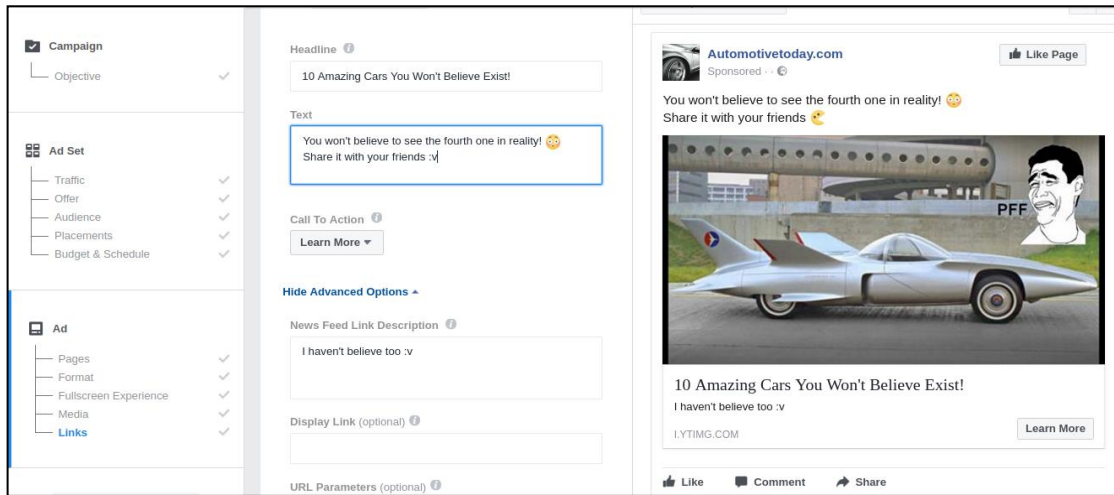 Campaign
Objective
Ad Set
Traffic
Offer
Audience
Placements
Budget & Schedule
Ad
Pages
Format
Fullscreen Experience
Media
Links
Headline
10 Amazing Cars You Won't Believe Exist!
Text
You won't believe to see the fourth one in reality! 😳
Share it with your friends :v
Call To Action
Learn More
Hide Advanced Options
News Feed Link Description
I haven't believe too :v
Display Link (optional)
URL Parameters (optional)
Automotivetoday.com
Like Page
Sponsored · ·
You won't believe to see the fourth one in reality! 😳
Share it with your friends
PFF
10 Amazing Cars You Won't Believe Exist!
I haven't believe too :v
I.YTIMG.COM
Learn More
Like
Comment
Share